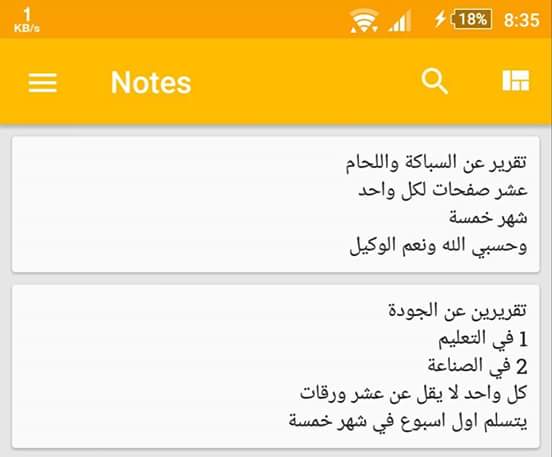 1
KB/s
18%
8:35
Notes
تقرير عن السباكة واللحام
عشر صفحات لكل واحد
شهر خمسة
وحسبي الله ونعم الوكيل
تقريرين عن الجودة
1 في التعليم
2 في الصناعة
كل واحد لا يقل عن عشر ورقات
يتسلم اول اسبوع في شهر خمسة